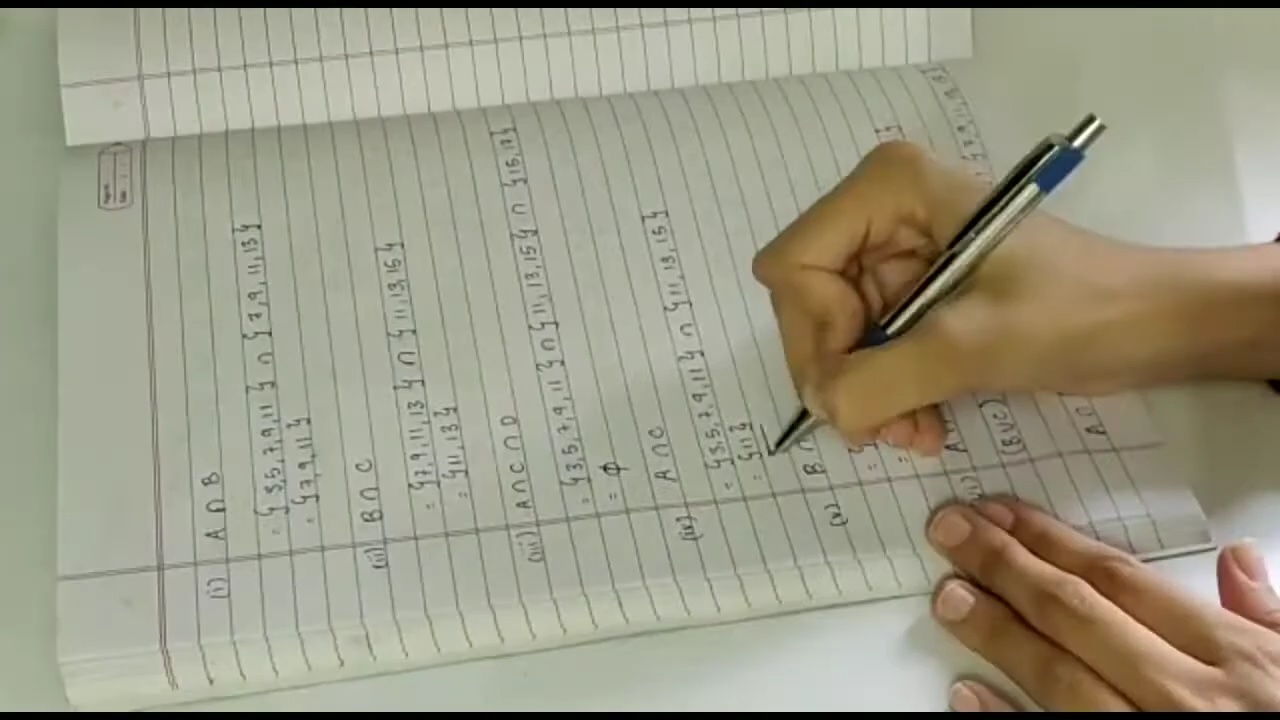 (i) A ∩ B
= {3,5,7,9,11} ∩ {7,9,11,13}
= {7,9,11}
(ii) B ∩ C
= {7,9,11,13} ∩ {11,13,15}
= {11,13}
(iii) A ∩ C ∩ D
= {3,5,7,9,11} ∩ {11,13,15} ∩ {15,17}
= ϕ
(iv) A ∩ C
= {3,5,7,9,11} ∩ {11,13,15}
= {11}
(v) B ∩
= {
=
(vi) A ∩
(B∪C)
A ∩